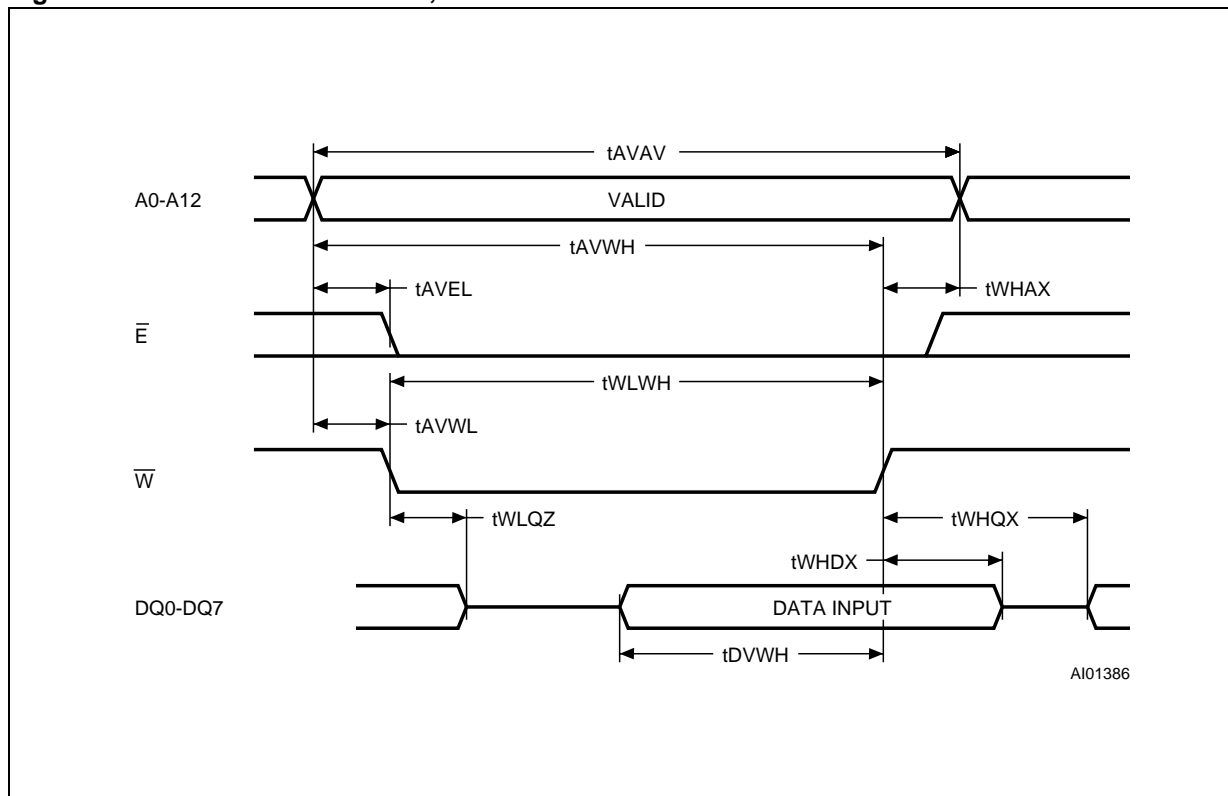 tAVAV
A0-A12
VALID
tAVWH
tAVEL
tWHAX
E̅
tWLWH
tAVWL
W̅
tWLQZ
tWHQX
tWHDX
DQ0-DQ7
DATA INPUT
tDVWH
AI01386